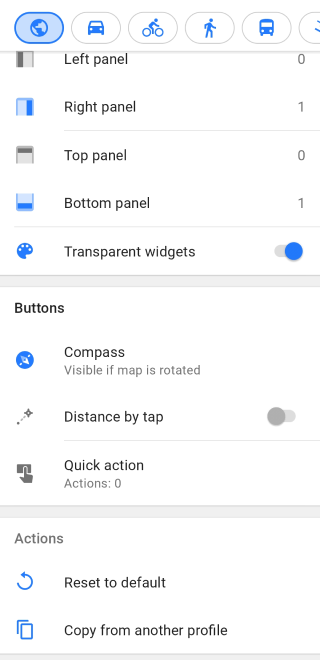 Left panel
0
Right panel
1
Top panel
0
Bottom panel
1
Transparent widgets
Buttons
Compass
Visible if map is rotated
Distance by tap
Quick action
Actions: 0
Actions
Reset to default
Copy from another profile